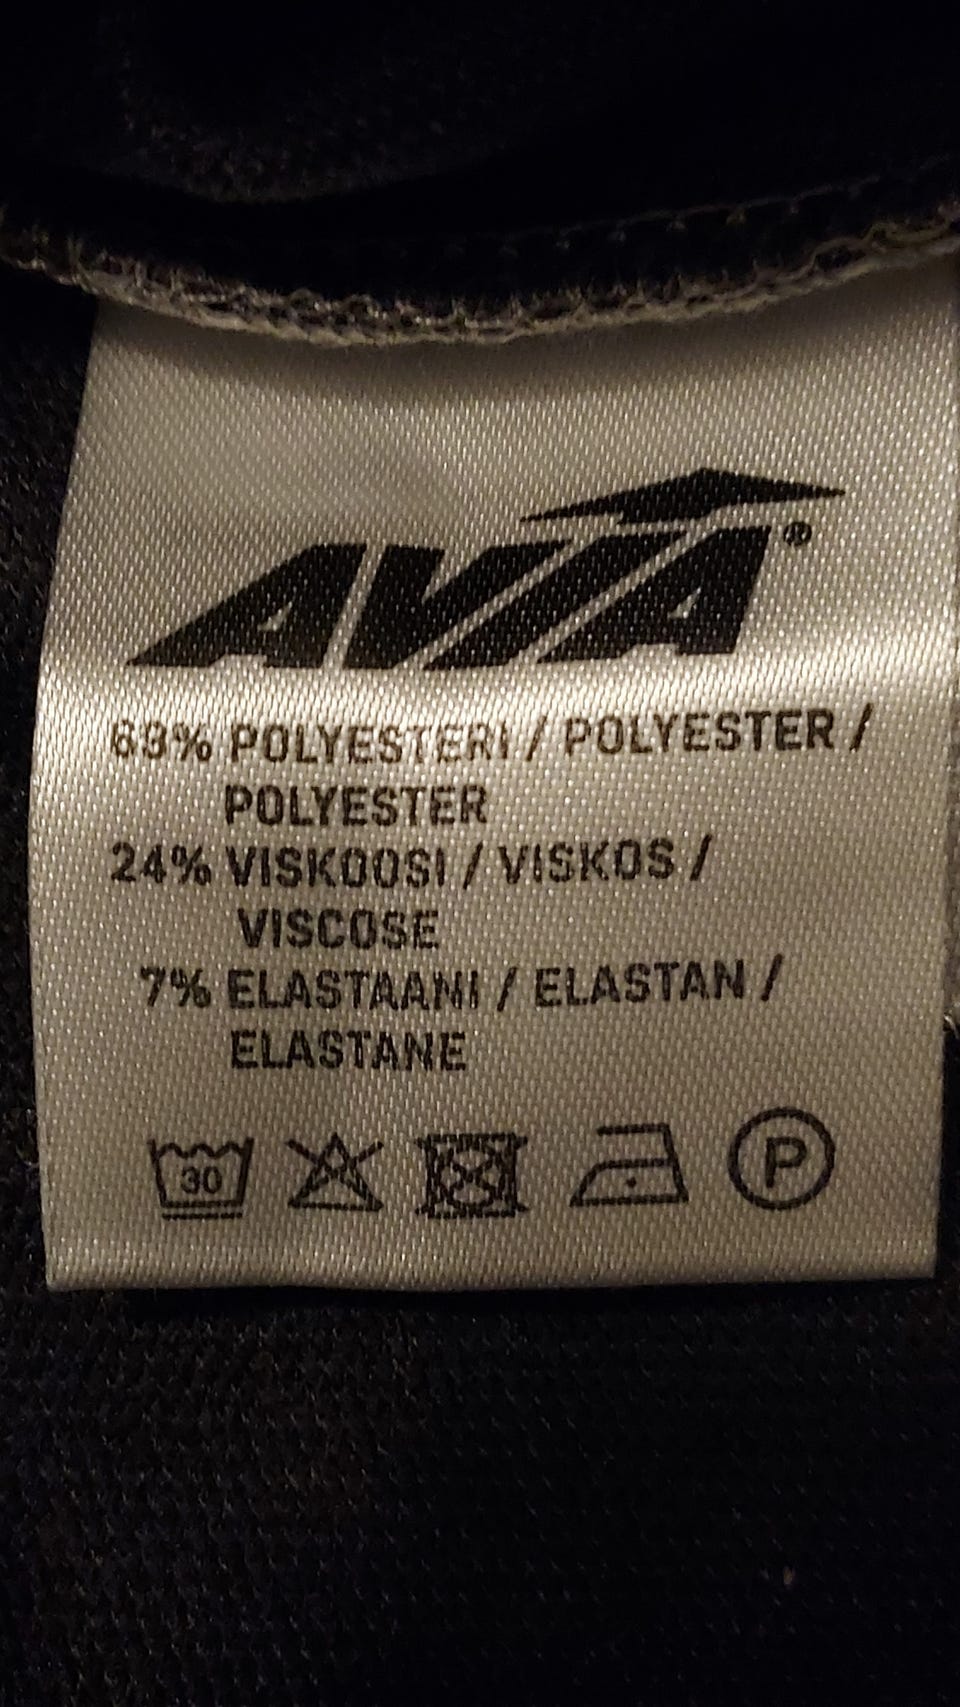 AVIA®
69% POLYESTERI / POLYESTER /
POLYESTER
24% VISKOOSI / VISKOS /
VISCOSE
7% ELASTAANI / ELASTAN /
ELASTANE
30 P